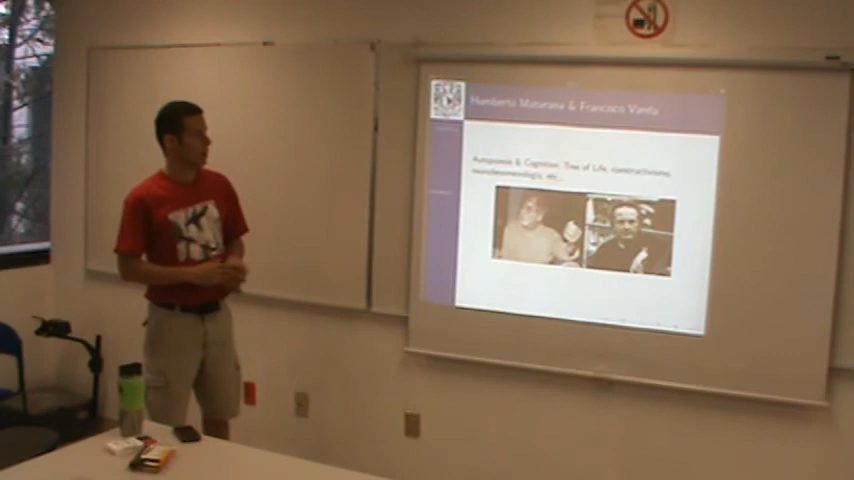 Humberto Maturana & Francisco Varela
Autopoiesis & Cognition, Tree of Life, constructivismo,
neurofenomenología, etc...